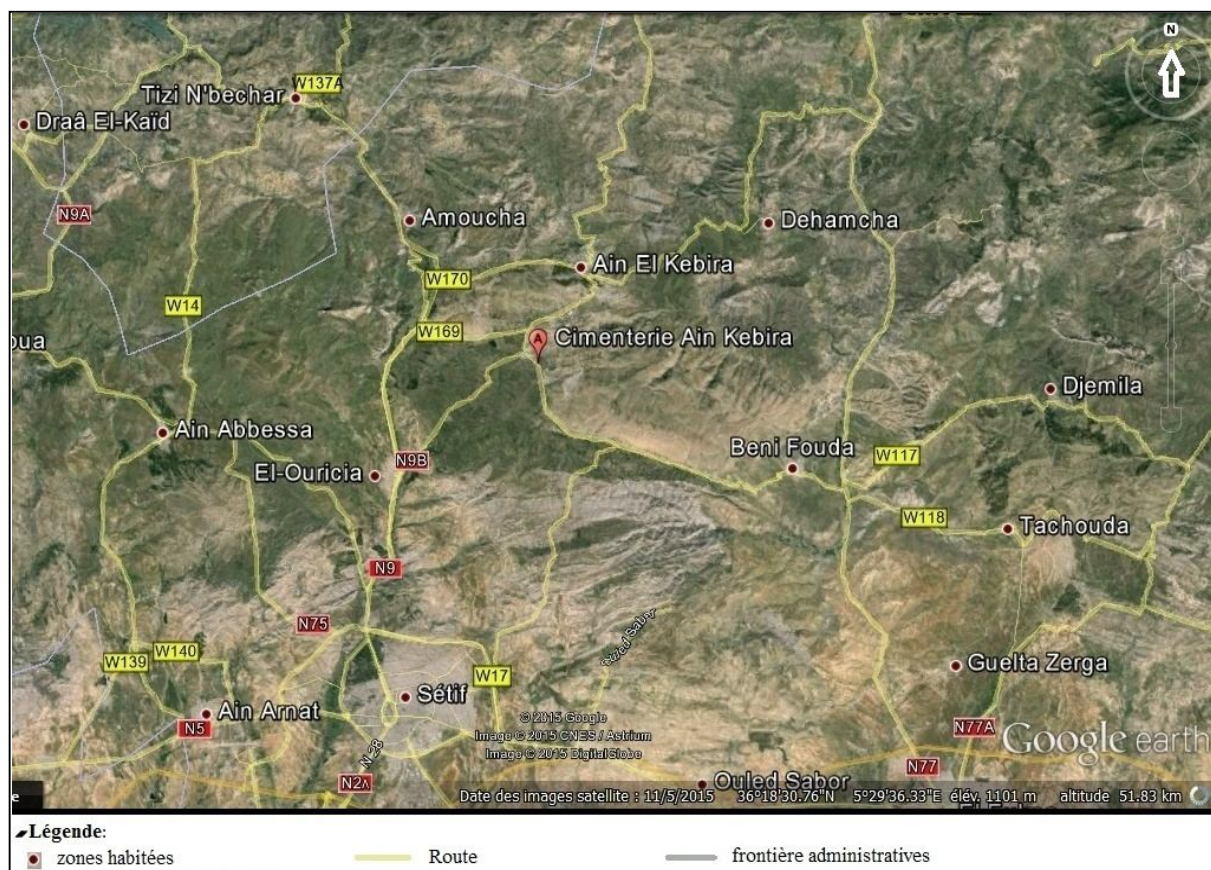 N
W137A
Tizi N'bechar
Draâ El-Kaïd
N9A
Amoucha
Dehamcha
Ain El Kebira
W170
W14
W169
A
Cimenterie Ain Kebira
oua
Djemila
Ain Abbessa
Beni Fouda
W117
El-Ouricia
N9B
W118
Tachouda
N9
N75
Ouled Sabor
W139
W140
W17
Guelta Zerga
Sétif
Ain Arnat
N5
N 28
© 2015 Google
Image © 2015 CNES / Astrium
Image © 2015 DigitalGlobe
N77A
Google earth
N77
Ouled Sabor
e
Date des images satellite : 11/5/2015 36°18'30.76"N 5°29'36.33"E élév. 1101 m altitude 51.83 km
Légende:
zones habitées
Route
frontière administratives